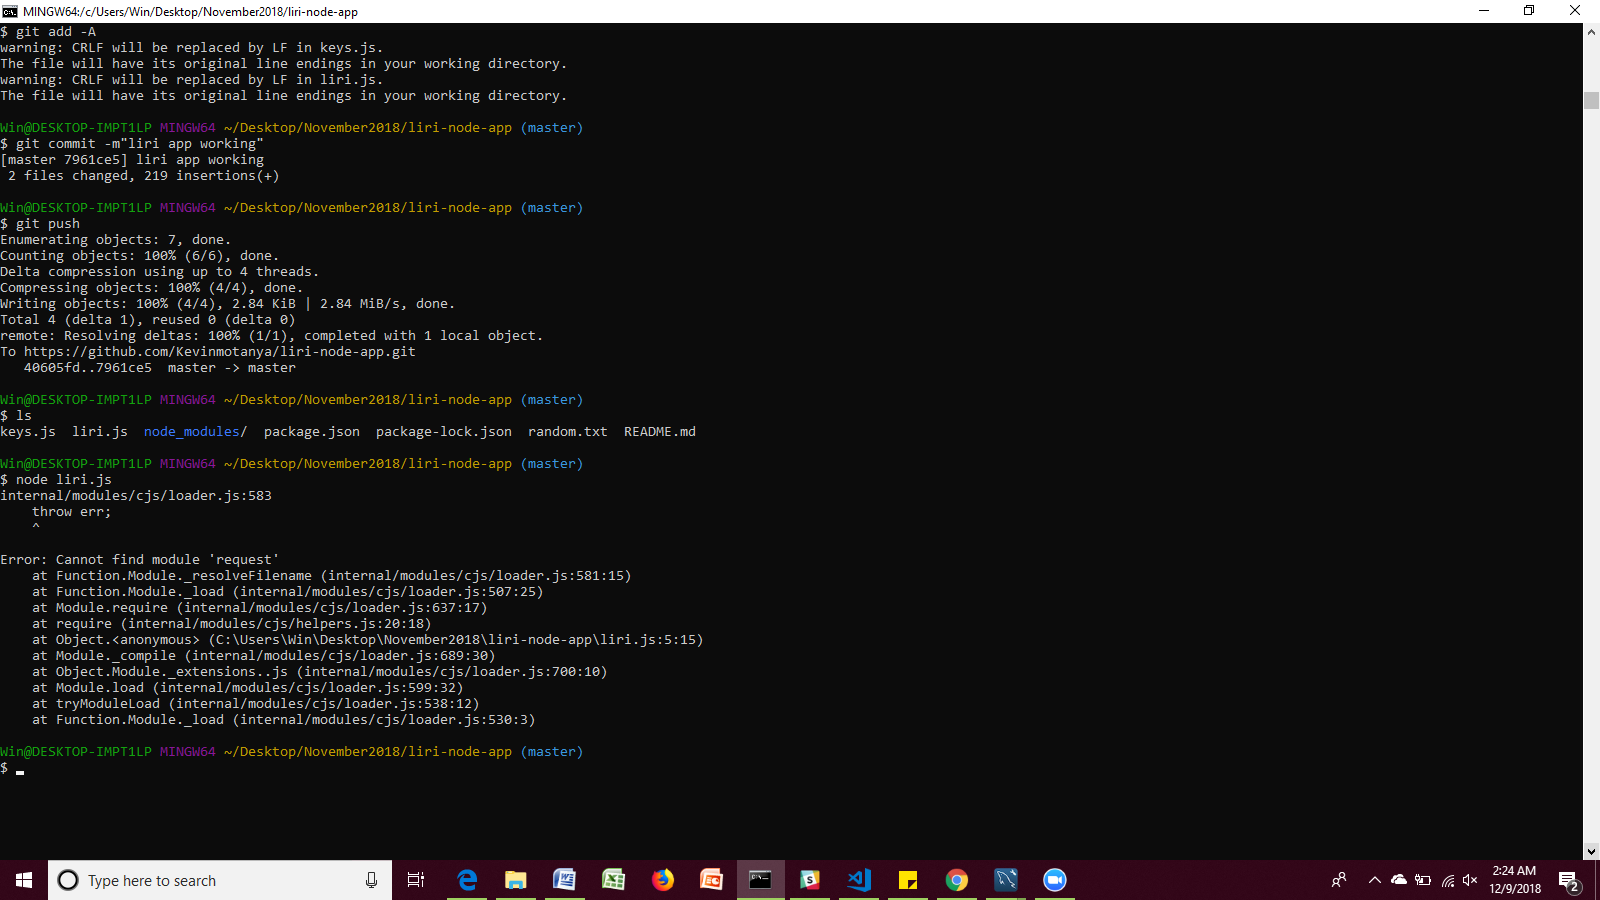 MINGW64:/c/Users/Win/Desktop/November2018/liri-node-app
$ git add -A
warning: CRLF will be replaced by LF in keys.js.
The file will have its original line endings in your working directory.
warning: CRLF will be replaced by LF in liri.js.
The file will have its original line endings in your working directory.
Win@DESKTOP-IMPT1LP MINGW64 ~/Desktop/November2018/liri-node-app (master)
$ git commit -m"liri app working"
[master 7961ce5] liri app working
 2 files changed, 219 insertions(+)
Win@DESKTOP-IMPT1LP MINGW64 ~/Desktop/November2018/liri-node-app (master)
$ git push
Enumerating objects: 7, done.
Counting objects: 100% (6/6), done.
Delta compression using up to 4 threads.
Compressing objects: 100% (4/4), done.
Writing objects: 100% (4/4), 2.84 KiB | 2.84 MiB/s, done.
Total 4 (delta 1), reused 0 (delta 0)
remote: Resolving deltas: 100% (1/1), completed with 1 local object.
To https://github.com/Kevinmotanya/liri-node-app.git
   40605fd..7961ce5  master -> master
Win@DESKTOP-IMPT1LP MINGW64 ~/Desktop/November2018/liri-node-app (master)
$ ls
keys.js  liri.js  node_modules/  package.json  package-lock.json  random.txt  README.md
Win@DESKTOP-IMPT1LP MINGW64 ~/Desktop/November2018/liri-node-app (master)
$ node liri.js
internal/modules/cjs/loader.js:583
    throw err;
    ^
Error: Cannot find module 'request'
    at Function.Module._resolveFilename (internal/modules/cjs/loader.js:581:15)
    at Function.Module._load (internal/modules/cjs/loader.js:507:25)
    at Module.require (internal/modules/cjs/loader.js:637:17)
    at require (internal/modules/cjs/helpers.js:20:18)
    at Object.<anonymous> (C:\Users\Win\Desktop\November2018\liri-node-app\liri.js:5:15)
    at Module._compile (internal/modules/cjs/loader.js:689:30)
    at Object.Module._extensions..js (internal/modules/cjs/loader.js:700:10)
    at Module.load (internal/modules/cjs/loader.js:599:32)
    at tryModuleLoad (internal/modules/cjs/loader.js:538:12)
    at Function.Module._load (internal/modules/cjs/loader.js:530:3)
Win@DESKTOP-IMPT1LP MINGW64 ~/Desktop/November2018/liri-node-app (master)
$
Type here to search
2:24 AM
12/9/2018
2